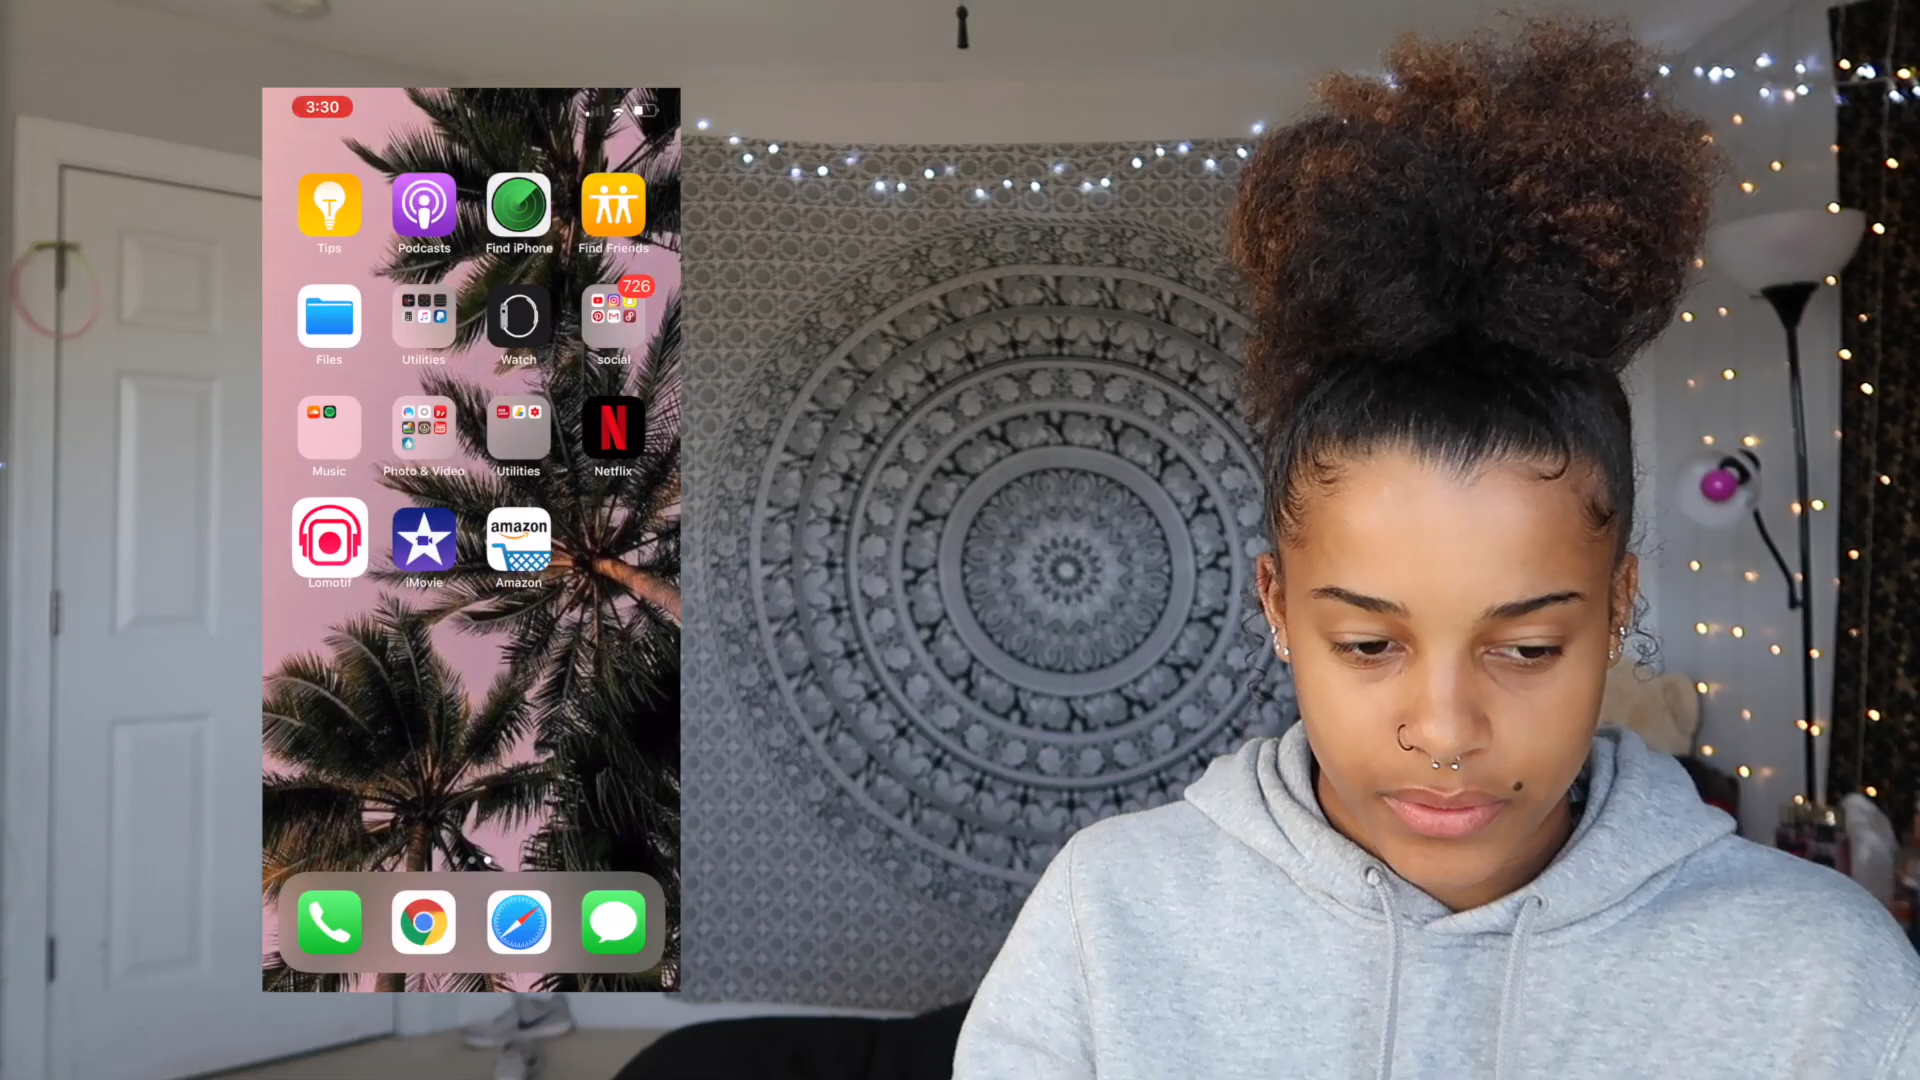 3:30
Tips Podcasts Find iPhone Find Friends
726
Files Utilities Watch social
N
Music Photo & Video Utilities Netflix
amazon
Lomotif iMovie Amazon